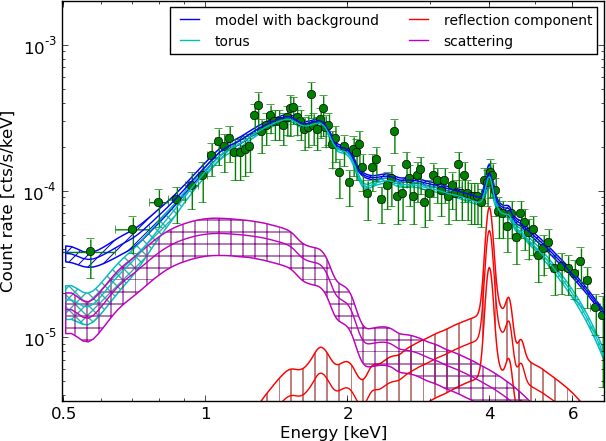 model with background
reflection component
torus
scattering
Count rate [cts/s/keV]
10⁻³
10⁻⁴
10⁻⁵
0.5
1
2
4
6
Energy [keV]